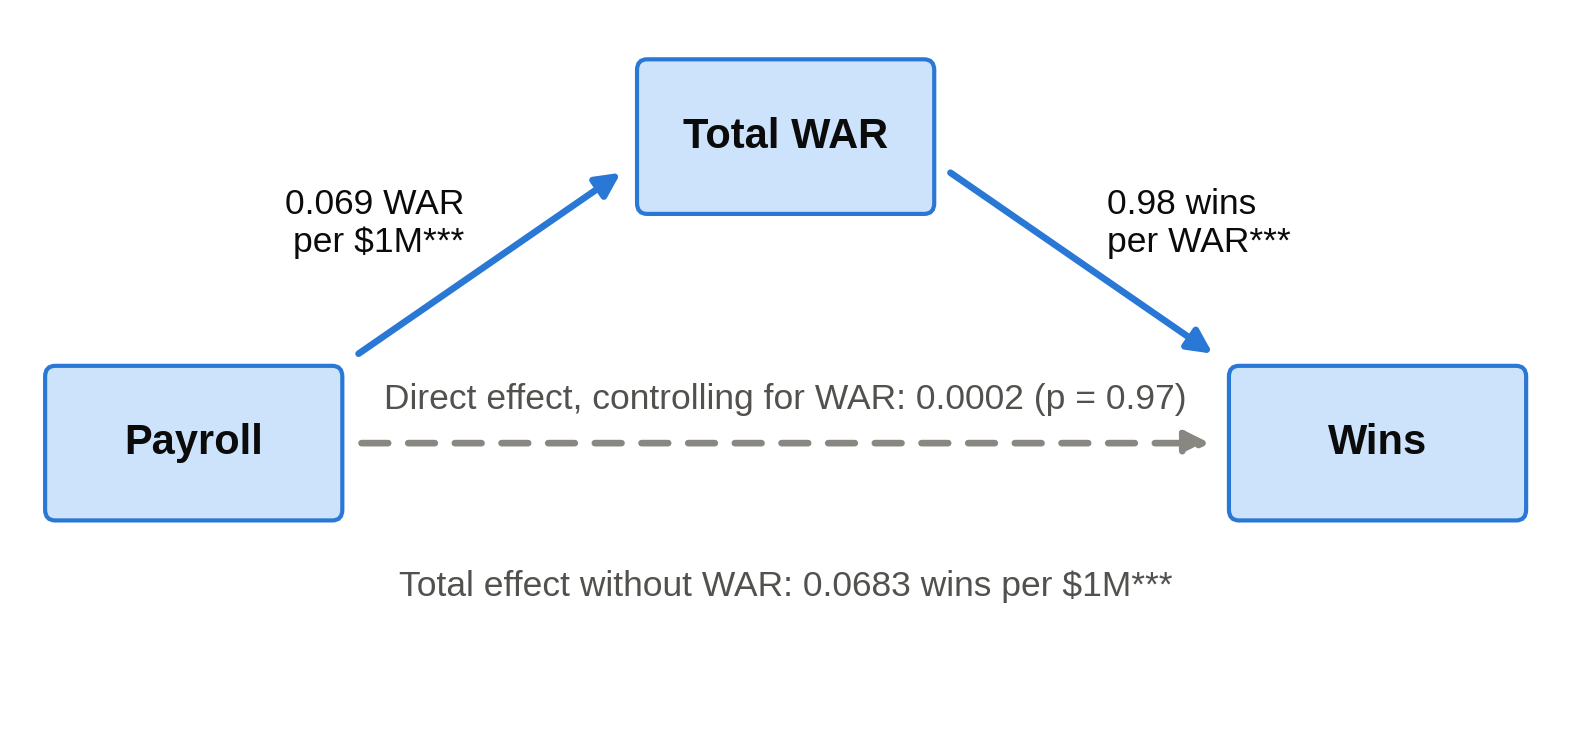 Total WAR
0.069 WAR
per $1M***
0.98 wins
per WAR***
Direct effect, controlling for WAR: 0.0002 (p = 0.97)
Payroll
Wins
Total effect without WAR: 0.0683 wins per $1M***